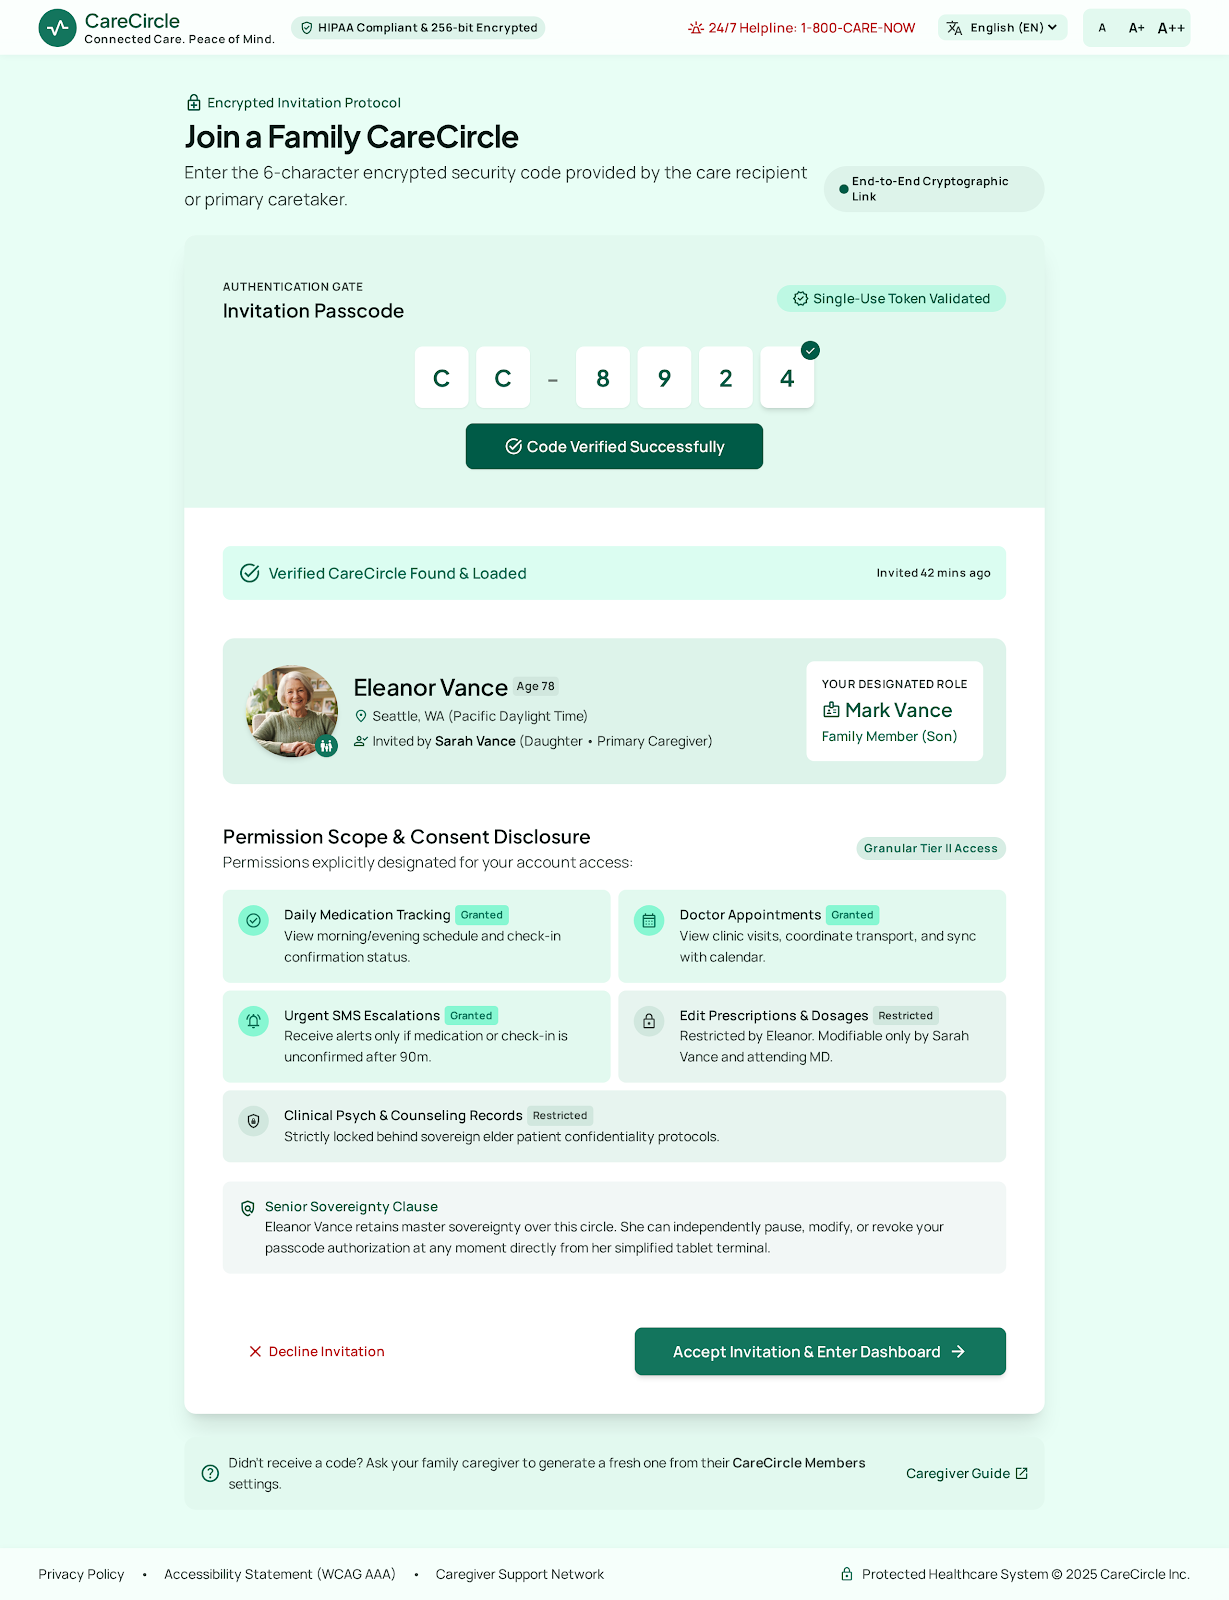 CareCircle
Connected Care. Peace of Mind.
HIPAA Compliant & 256-bit Encrypted
24/7 Helpline: 1-800-CARE-NOW
English (EN)
A A+ A++
Encrypted Invitation Protocol
Join a Family CareCircle
Enter the 6-character encrypted security code provided by the care recipient
or primary caretaker.
End-to-End Cryptographic
Link
AUTHENTICATION GATE
Invitation Passcode
Single-Use Token Validated
C C - 8 9 2 4
Code Verified Successfully
Verified CareCircle Found & Loaded
Invited 42 mins ago
Eleanor Vance Age 78
Seattle, WA (Pacific Daylight Time)
Invited by Sarah Vance (Daughter • Primary Caregiver)
YOUR DESIGNATED ROLE
Mark Vance
Family Member (Son)
Permission Scope & Consent Disclosure
Permissions explicitly designated for your account access:
Granular Tier II Access
Daily Medication Tracking Granted
View morning/evening schedule and check-in
confirmation status.
Doctor Appointments Granted
View clinic visits, coordinate transport, and sync
with calendar.
Urgent SMS Escalations Granted
Receive alerts only if medication or check-in is
unconfirmed after 90m.
Edit Prescriptions & Dosages Restricted
Restricted by Eleanor. Modifiable only by Sarah
Vance and attending MD.
Clinical Psych & Counseling Records Restricted
Strictly locked behind sovereign elder patient confidentiality protocols.
Senior Sovereignty Clause
Eleanor Vance retains master sovereignty over this circle. She can independently pause, modify, or revoke your
passcode authorization at any moment directly from her simplified tablet terminal.
Decline Invitation
Accept Invitation & Enter Dashboard
Didn't receive a code? Ask your family caregiver to generate a fresh one from their CareCircle Members
settings.
Caregiver Guide
Privacy Policy • Accessibility Statement (WCAG AAA) • Caregiver Support Network
Protected Healthcare System © 2025 CareCircle Inc.